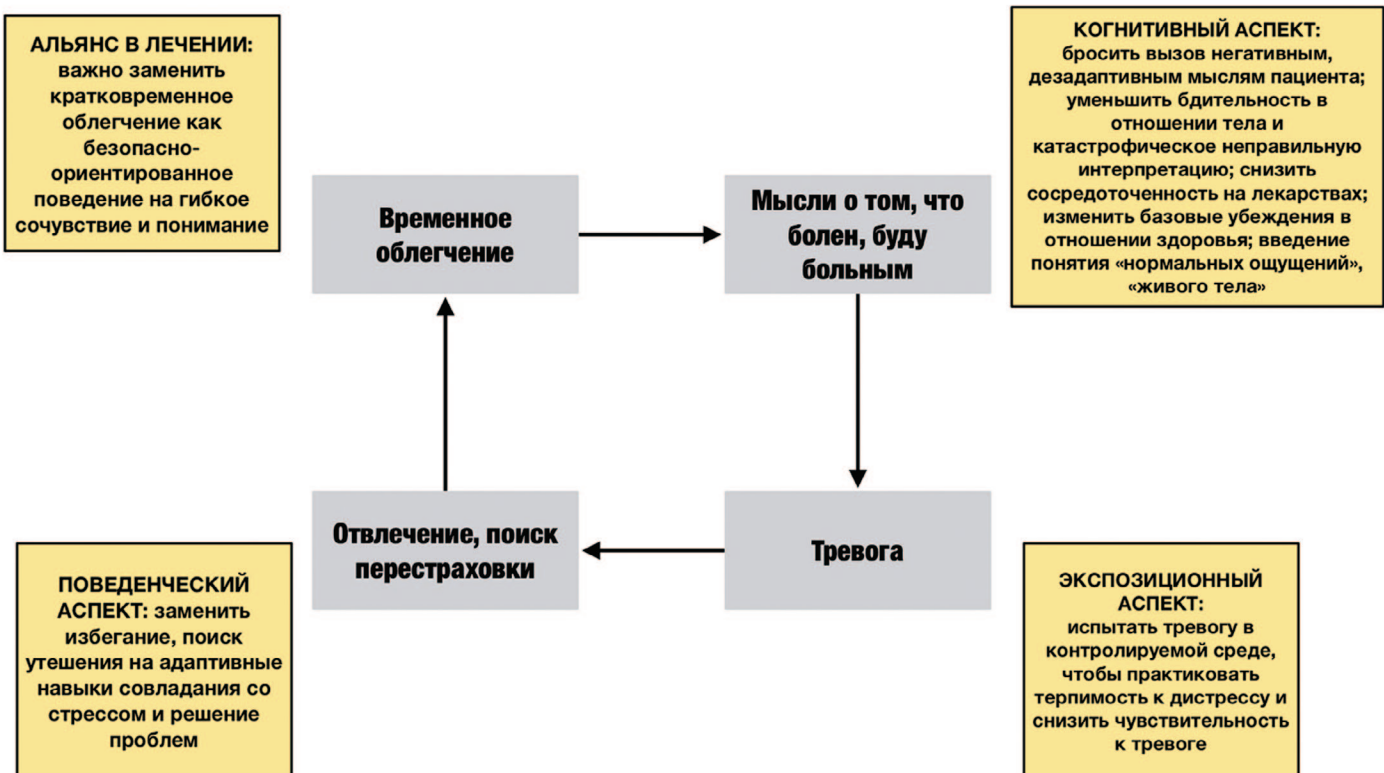 АЛЬЯНС В ЛЕЧЕНИИ:
важно заменить
кратковременное
облегчение как
безопасно-
ориентированное
поведение на гибкое
сочувствие и понимание
Временное
облегчение
Мысли о том, что
болен, буду
больным
КОГНИТИВНЫЙ АСПЕКТ:
бросить вызов негативным,
дезадаптивным мыслям пациента;
уменьшить бдительность в
отношении тела и
катастрофическое неправильную
интерпретацию; снизить
сосредоточенность на лекарствах;
изменить базовые убеждения в
отношении здоровья; введение
понятия «нормальных ощущений»,
«живого тела»
ПОВЕДЕНЧЕСКИЙ
АСПЕКТ: заменить
избегание, поиск
утешения на адаптивные
навыки совладания со
стрессом и решение
проблем
Отвлечение, поиск
перестраховки
Тревога
ЭКСПОЗИЦИОННЫЙ
АСПЕКТ:
испытать тревогу в
контролируемой среде,
чтобы практиковать
терпимость к дистрессу и
снизить чувствительность
к тревоге